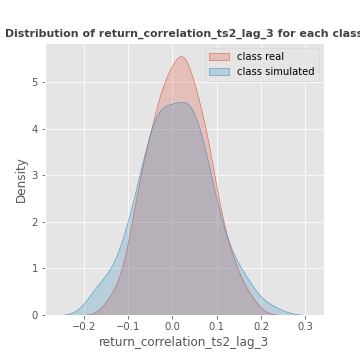 Distribution of return_correlation_ts2_lag_3 for each class
class real
class simulated
5
4
3
2
1
0
Density
−0.2 −0.1 0.0 0.1 0.2 0.3
return_correlation_ts2_lag_3